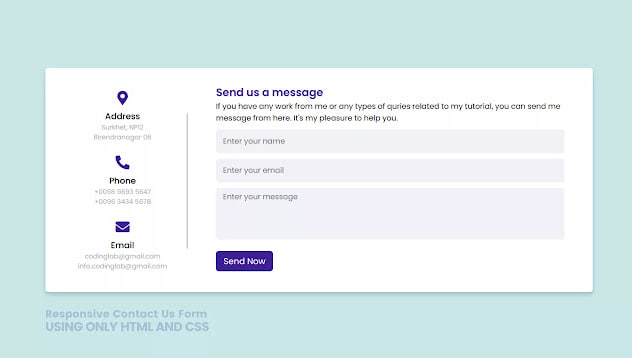 Address
Surkhet, NP12
Birendranagar 06
Phone
+0098 9893 5647
+0096 3434 5678
Email
codinglab@gmail.com
info.codinglab@gmail.com
Send us a message
If you have any work from me or any types of quries related to my tutorial, you can send me
message from here. It's my pleasure to help you.
Enter your name
Enter your email
Enter your message
Send Now
Responsive Contact Us Form
USING ONLY HTML AND CSS